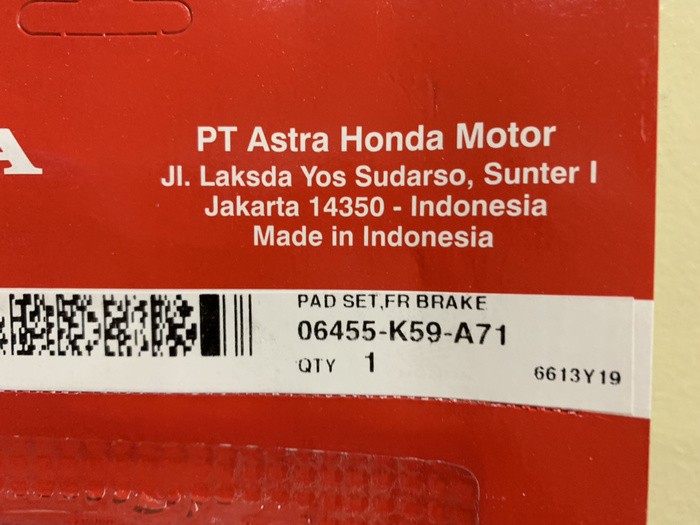 A
PT Astra Honda Motor
Jl. Laksda Yos Sudarso, Sunter I
Jakarta 14350 - Indonesia
Made in Indonesia
PAD SET,FR BRAKE
06455-K59-A71
QTY 1
6613Y19